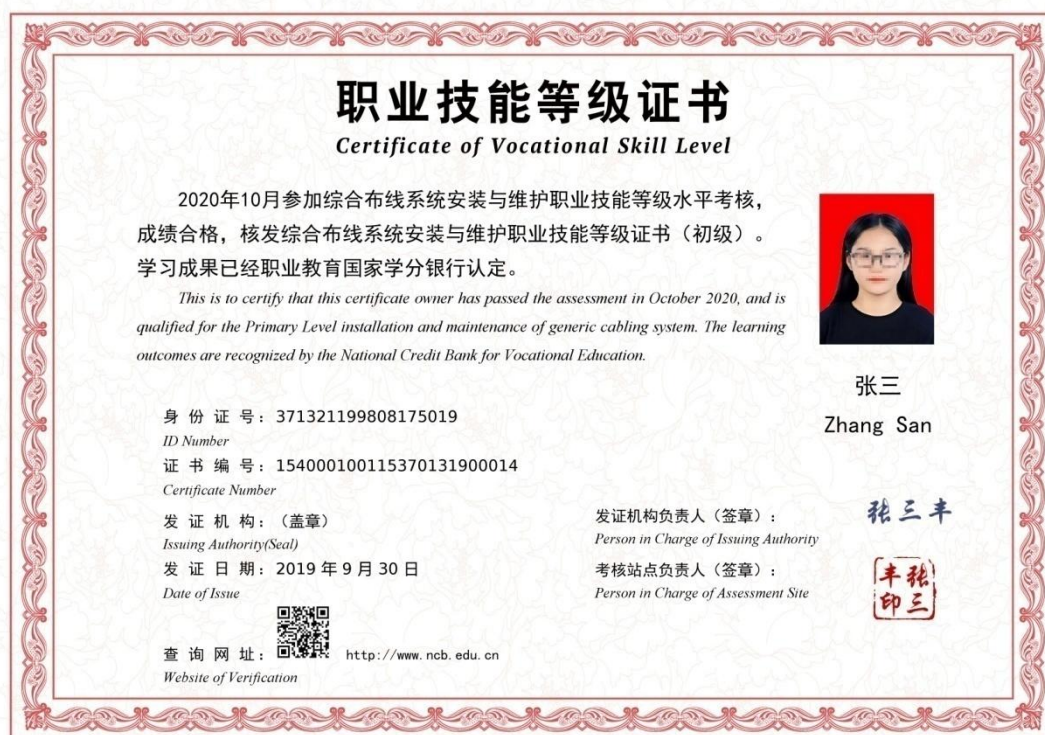 职业技能等级证书
Certificate of Vocational Skill Level
2020年10月参加综合布线系统安装与维护职业技能等级水平考核，
成绩合格，核发综合布线系统安装与维护职业技能等级证书（初级）。
学习成果已经职业教育国家学分银行认定。
This is to certify that this certificate owner has passed the assessment in October 2020, and is
qualified for the Primary Level installation and maintenance of generic cabling system. The learning
outcomes are recognized by the National Credit Bank for Vocational Education.
张三
Zhang San
身份证号：371321199808175019
ID Number
证书编号：154000100115370131900014
Certificate Number
发证机构：（盖章）
Issuing Authority(Seal)
发证日期：2019年9月30日
Date of Issue
查询网址： http://www.ncb.edu.cn
Website of Verification
发证机构负责人（签章）： 张三丰
Person in Charge of Issuing Authority
考核站点负责人（签章）：
Person in Charge of Assessment Site
张三丰印